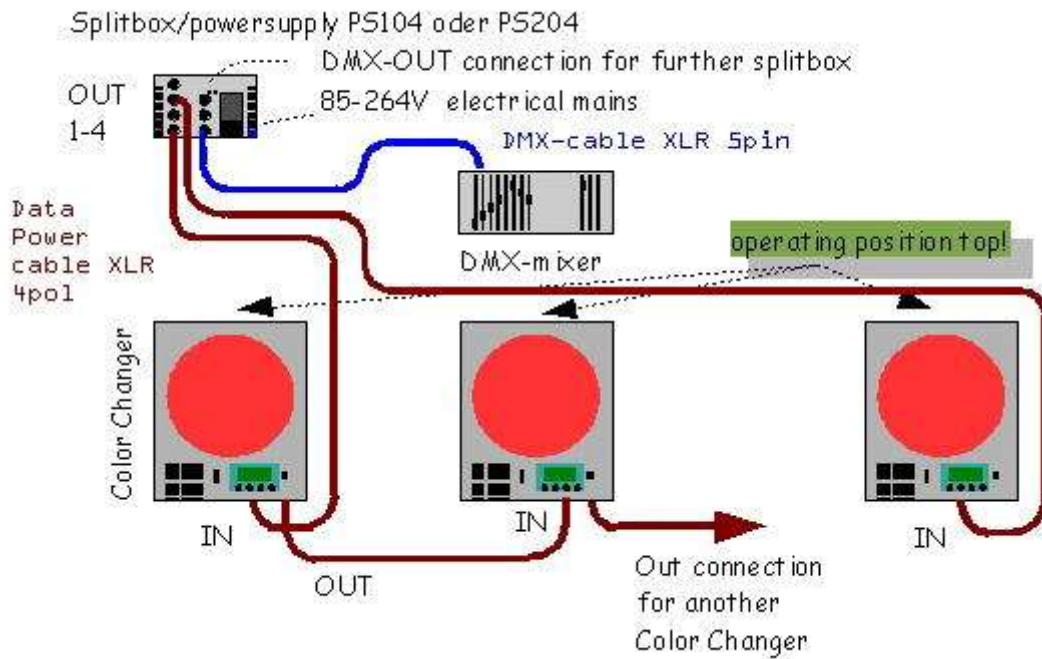 Splitbox/powersupply PS104 oder PS204
DMX-OUT connection for further splitbox
OUT
1-4
85-264V electrical mains
DMX-cable XLR 5pin
Data
Power
cable XLR
4pol
DMX-mixer
operating position top!
Color Changer
IN
IN
IN
OUT
Out connection
for another
Color Changer